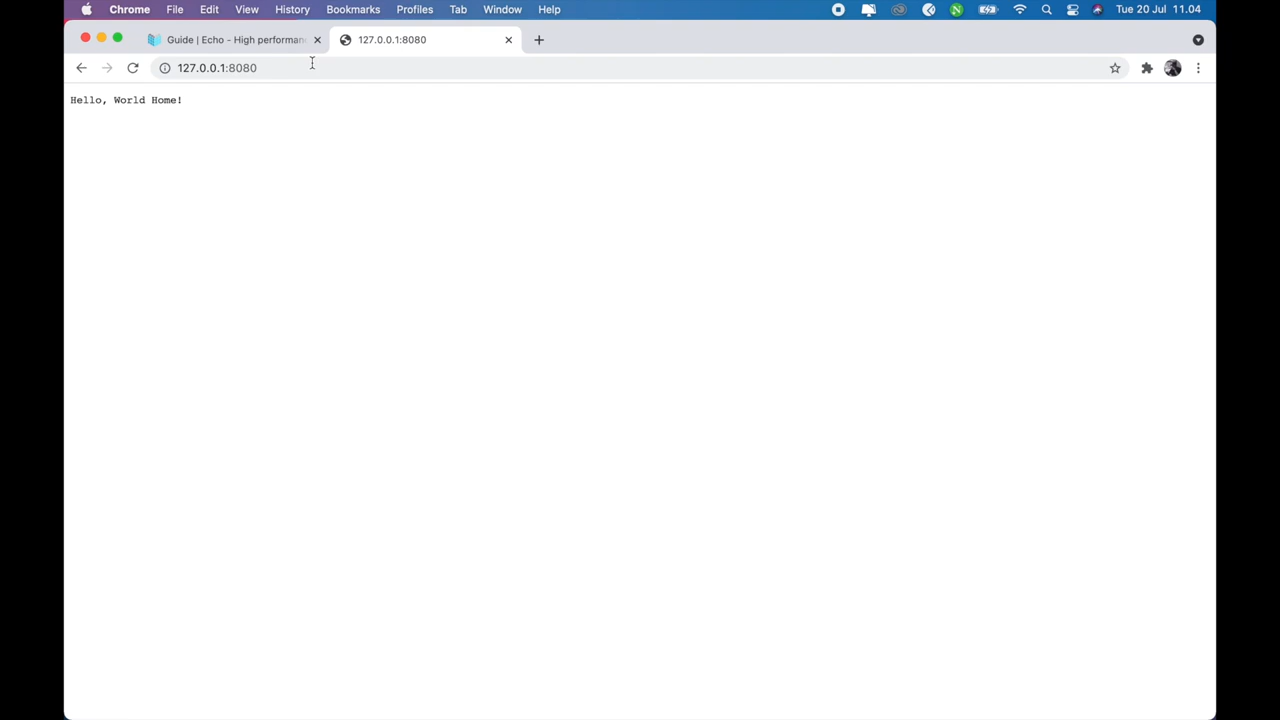 Chrome File Edit View History Bookmarks Profiles Tab Window Help Tue 20 Jul 11.04
Guide | Echo - High performan 127.0.0.1:8080
127.0.0.1:8080
Hello, World Home!